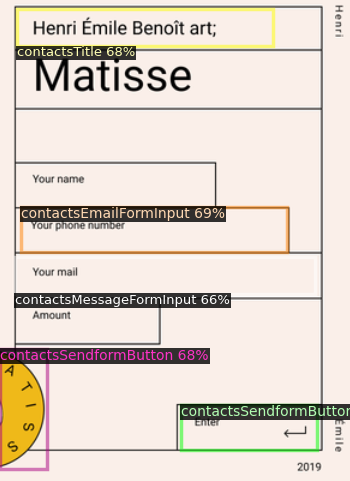 Henri Émile Benoît art;
contactsTitle 68%
Matisse
Your name
contactsEmailFormInput 69%
Your phone number
Your mail
contactsMessageFormInput 66%
Amount
contactsSendformButton 68%
contactsSendformButton
Enter
2019
Henri
Émile
ATISS